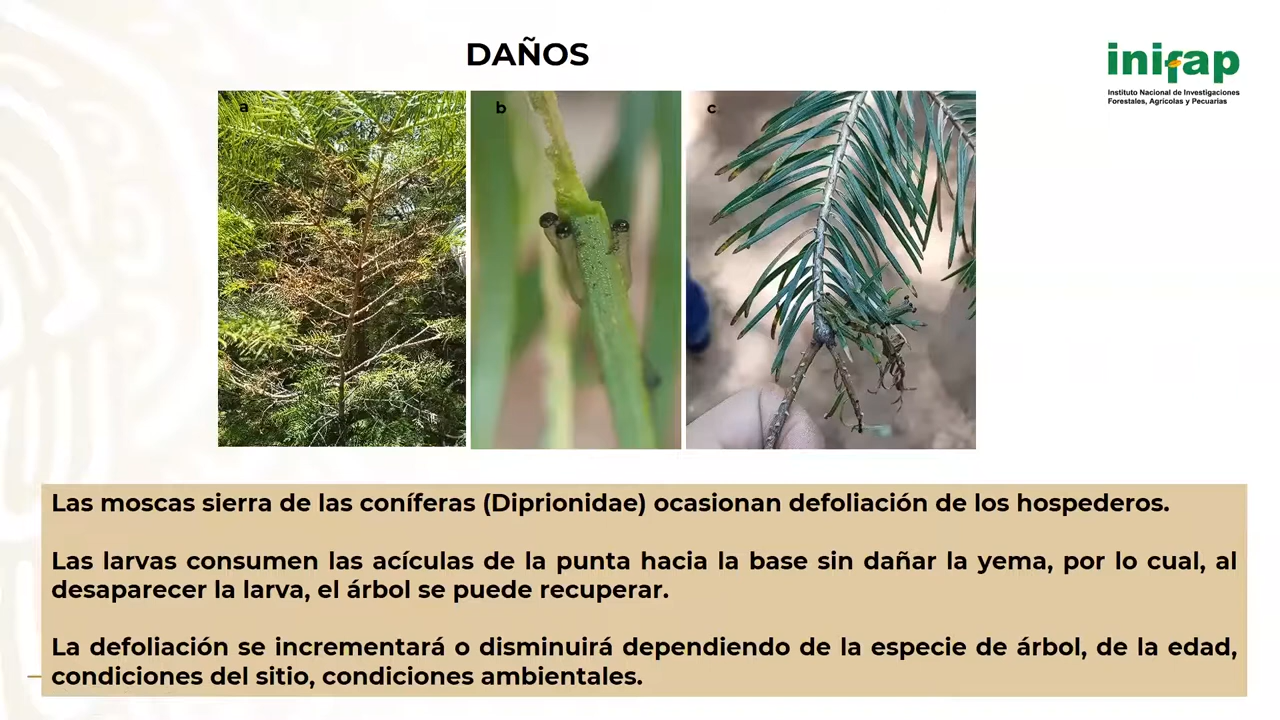 DAÑOS
inifap
Instituto Nacional de Investigaciones
Forestales, Agrícolas y Pecuarias
a
b
c.
Las moscas sierra de las coníferas (Diprionidae) ocasionan defoliación de los hospederos.
Las larvas consumen las acículas de la punta hacia la base sin dañar la yema, por lo cual, al
desaparecer la larva, el árbol se puede recuperar.
La defoliación se incrementará o disminuirá dependiendo de la especie de árbol, de la edad,
condiciones del sitio, condiciones ambientales.